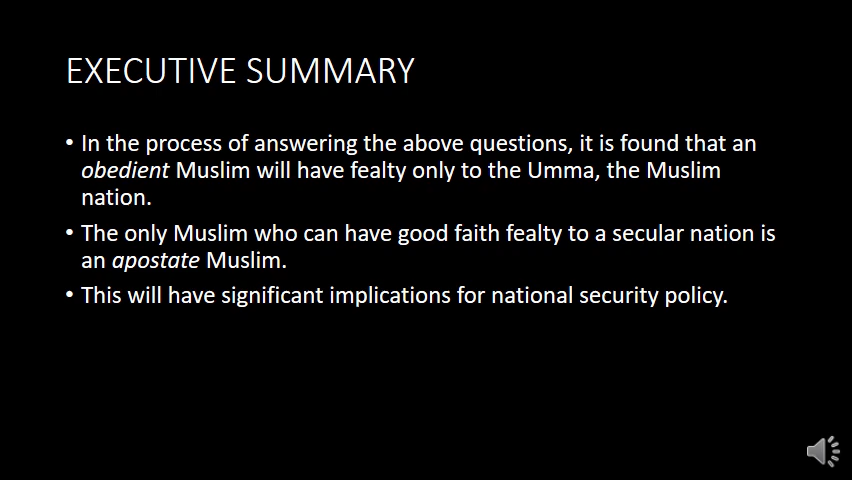 EXECUTIVE SUMMARY
• In the process of answering the above questions, it is found that an
obedient Muslim will have fealty only to the Umma, the Muslim
nation.
• The only Muslim who can have good faith fealty to a secular nation is
an apostate Muslim.
• This will have significant implications for national security policy.